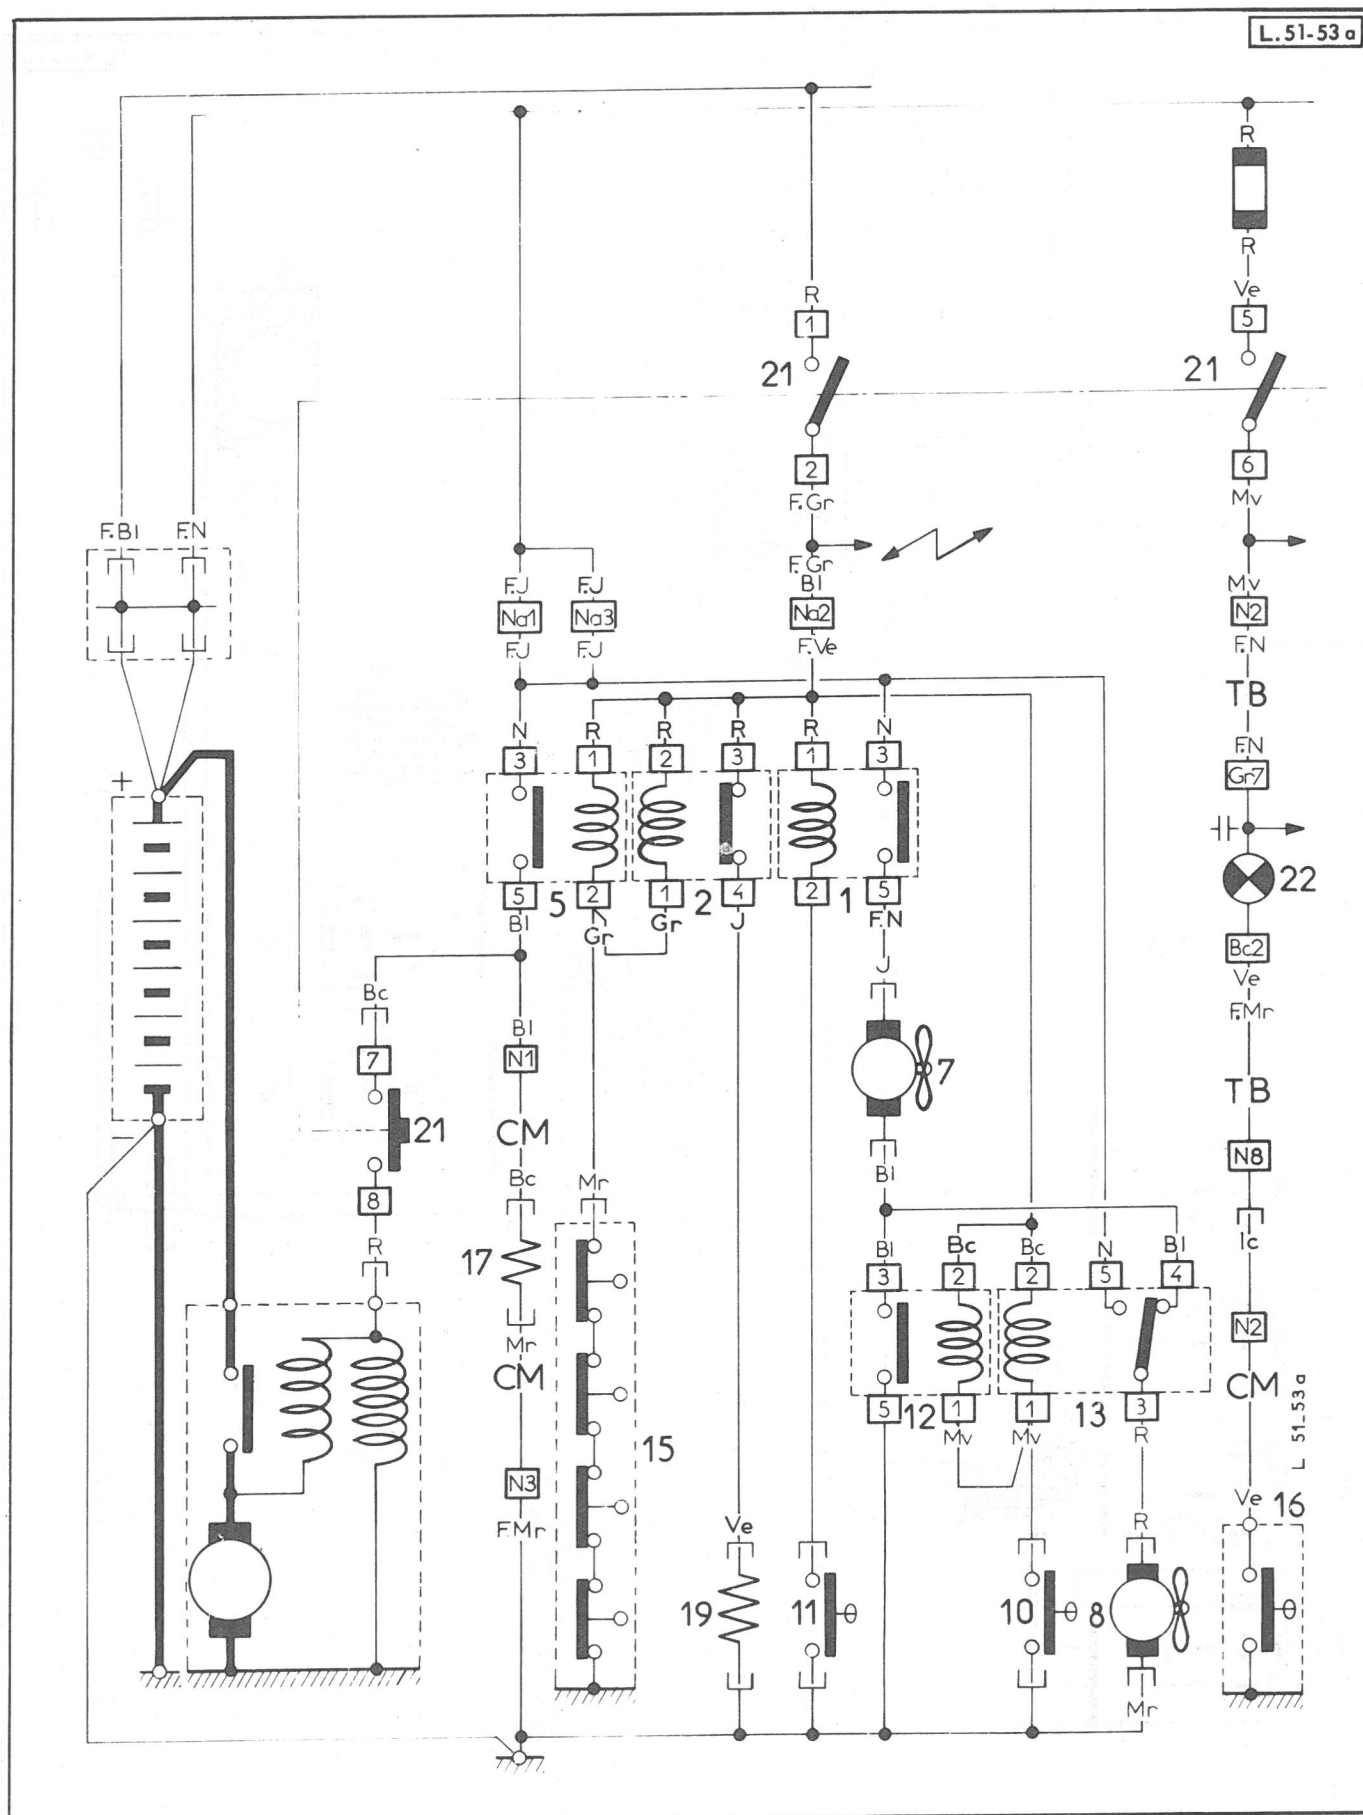 L.51-53 a
R
R
R
Ve
1
5
21
21
2
6
F.Gr
Mv
F.Bl
F.N
F.Gr
F.J
F.J
Bl
Mv
Na1
Na3
Na2
N2
F.J
F.J
F.Ve
F.N
TB
N
R
R
R
R
N
F.N
3
1
2
3
1
3
Gr7
+
22
5
5
2
1
2
4
2
1
5
Bl
Gr
Gr
J
F.N
Bc2
Ve
J
F.Mr
Bc
Bl
7
N1
7
TB
21
CM
−
N8
Bc
Mr
Bl
8
Ic
R
17
Bl
Bc
Bc
N
Bl
3
2
2
5
4
N2
Mr
CM
CM
5
12
1
1
13
3
Mv
Mv
R
15
L 51_53a
N3
Ve
16
F.Mr
Ve
R
19
11
10
8
Mr